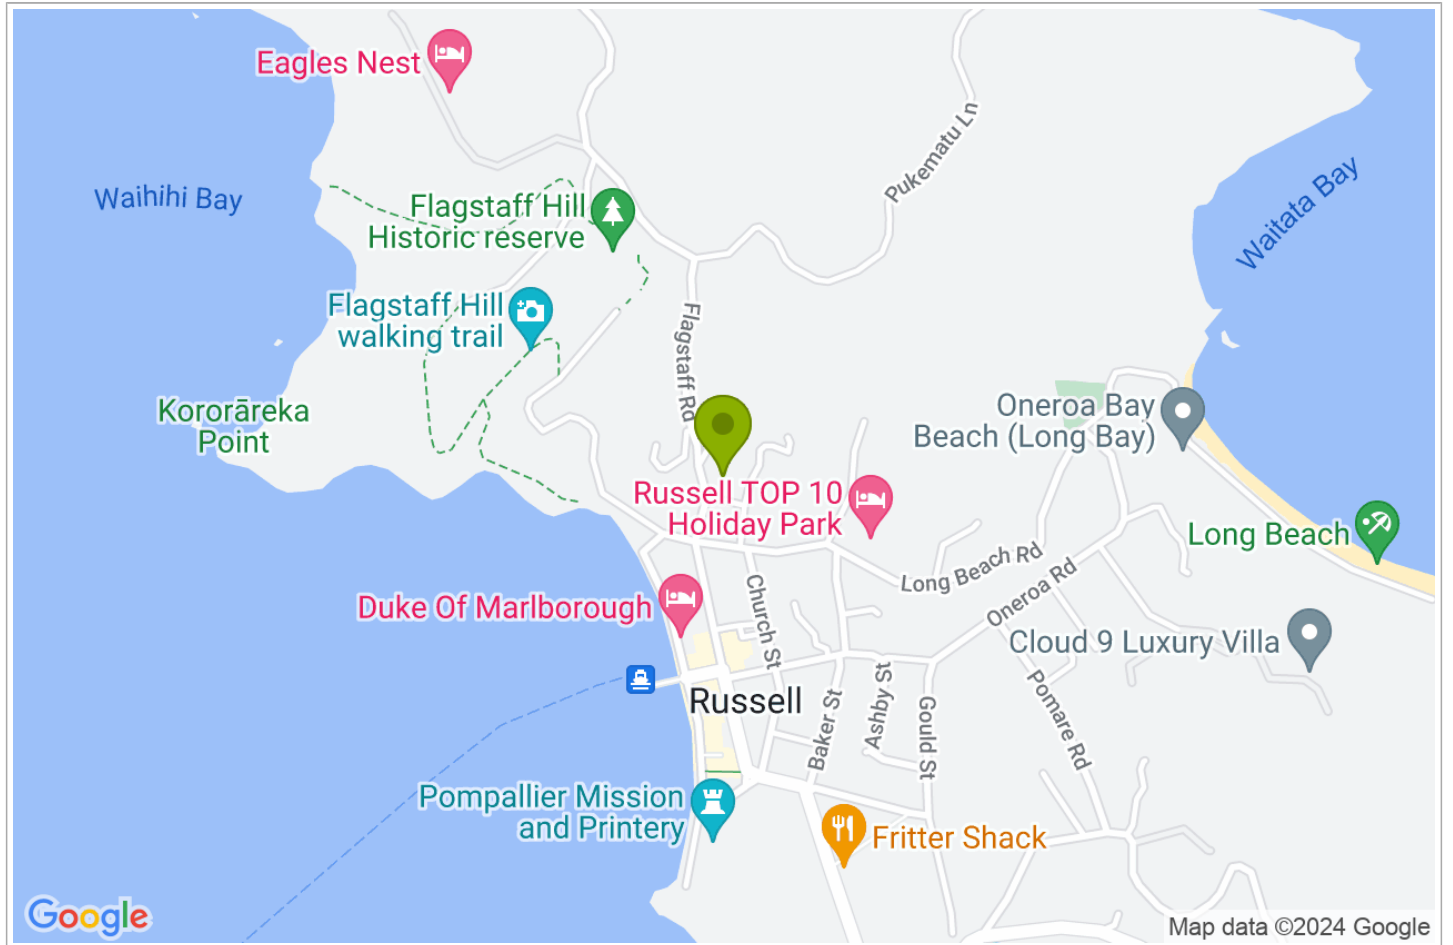 Eagles Nest
Pukematu Ln
Waihihi Bay
Waitata Bay
Flagstaff Hill
Historic reserve
Flagstaff Hill
walking trail
Flagstaff Rd
Kororāreka
Point
Oneroa Bay
Beach (Long Bay)
Russell TOP 10
Holiday Park
Long Beach
Long Beach Rd
Oneroa Rd
Duke Of Marlborough
Church St
Cloud 9 Luxury Villa
Russell
Baker St
Ashby St
Gould St
Pomare Rd
Pompallier Mission
and Printery
Fritter Shack
Google
Map data ©2024 Google